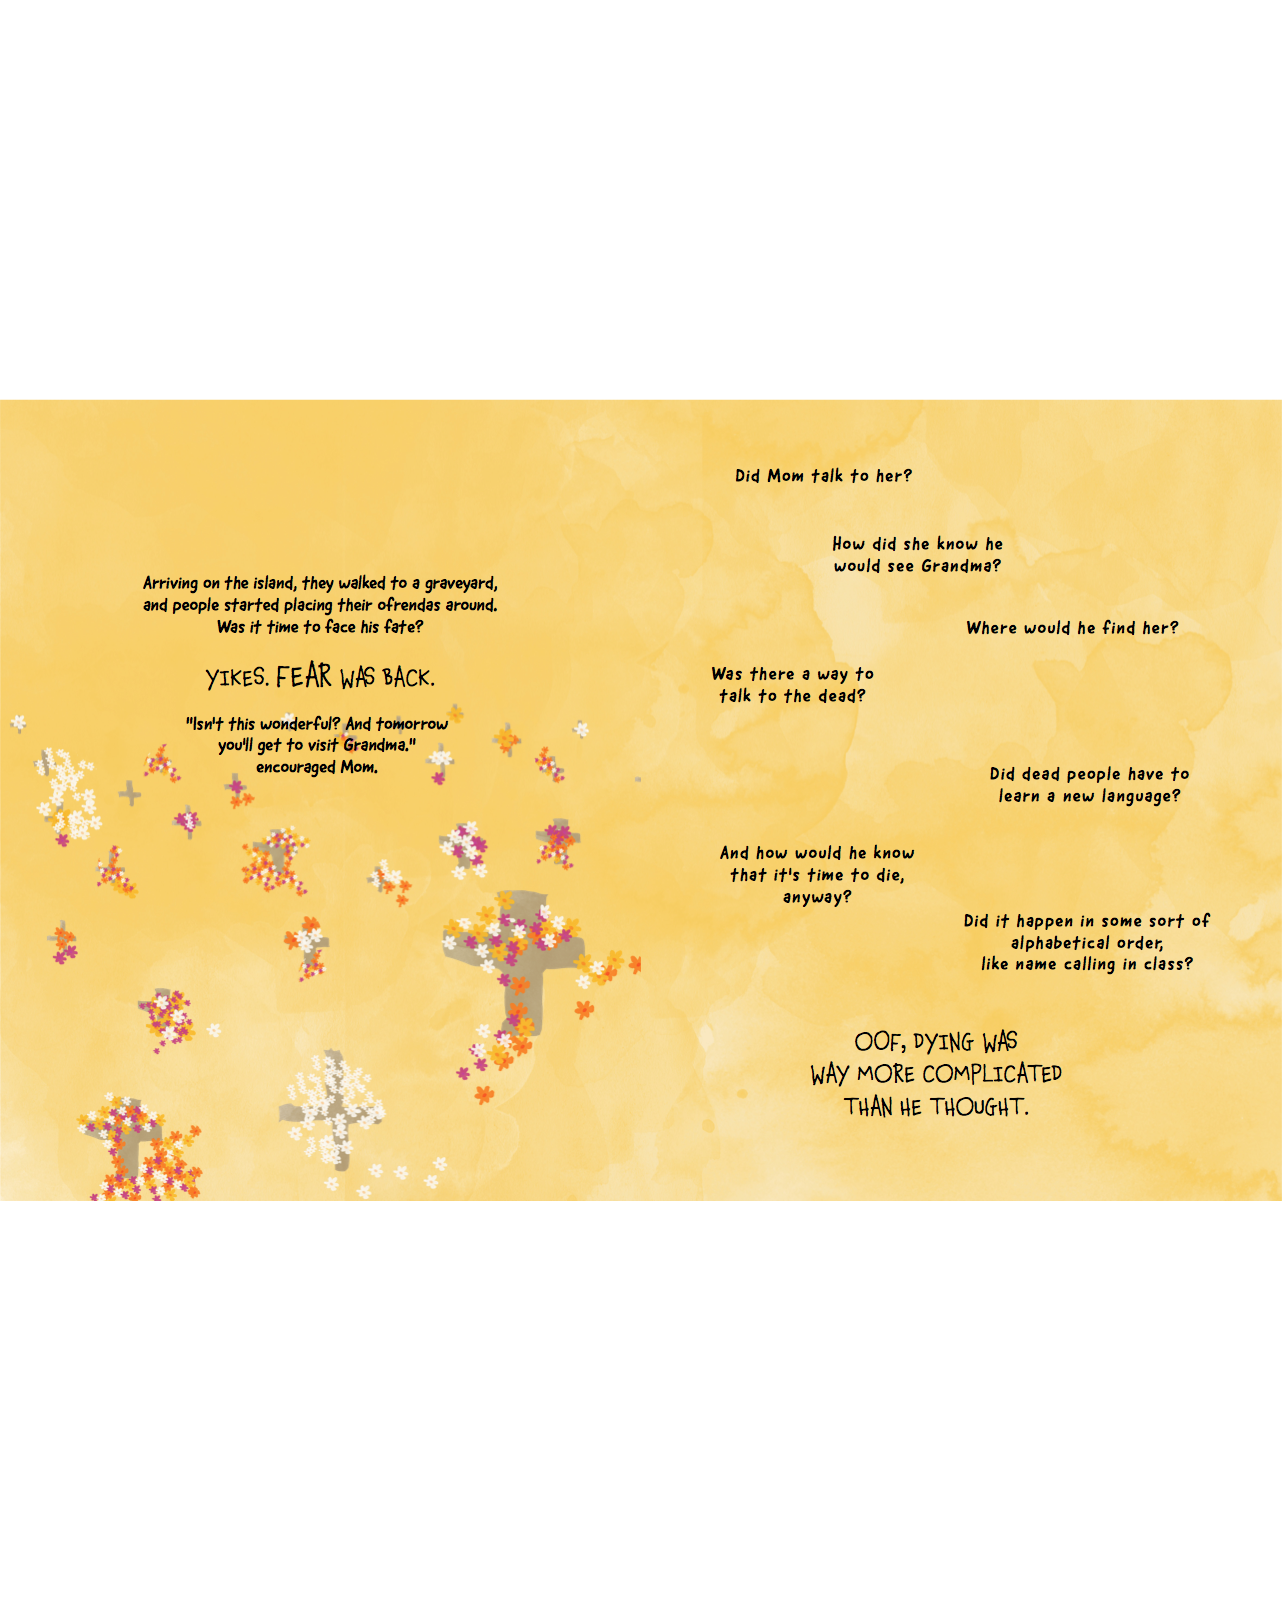 Arriving on the island, they walked to a graveyard,
and people started placing their ofrendas around.
Was it time to face his fate?
YIKES. FEAR WAS BACK.
"Isn't this wonderful? And tomorrow
you'll get to visit Grandma."
encouraged Mom.
Did Mom talk to her?
How did she know he
would see Grandma?
Where would he find her?
Was there a way to
talk to the dead?
Did dead people have to
learn a new language?
And how would he know
that it's time to die,
anyway?
Did it happen in some sort of
alphabetical order,
like name calling in class?
OOF, DYING WAS
WAY MORE COMPLICATED
THAN HE THOUGHT.